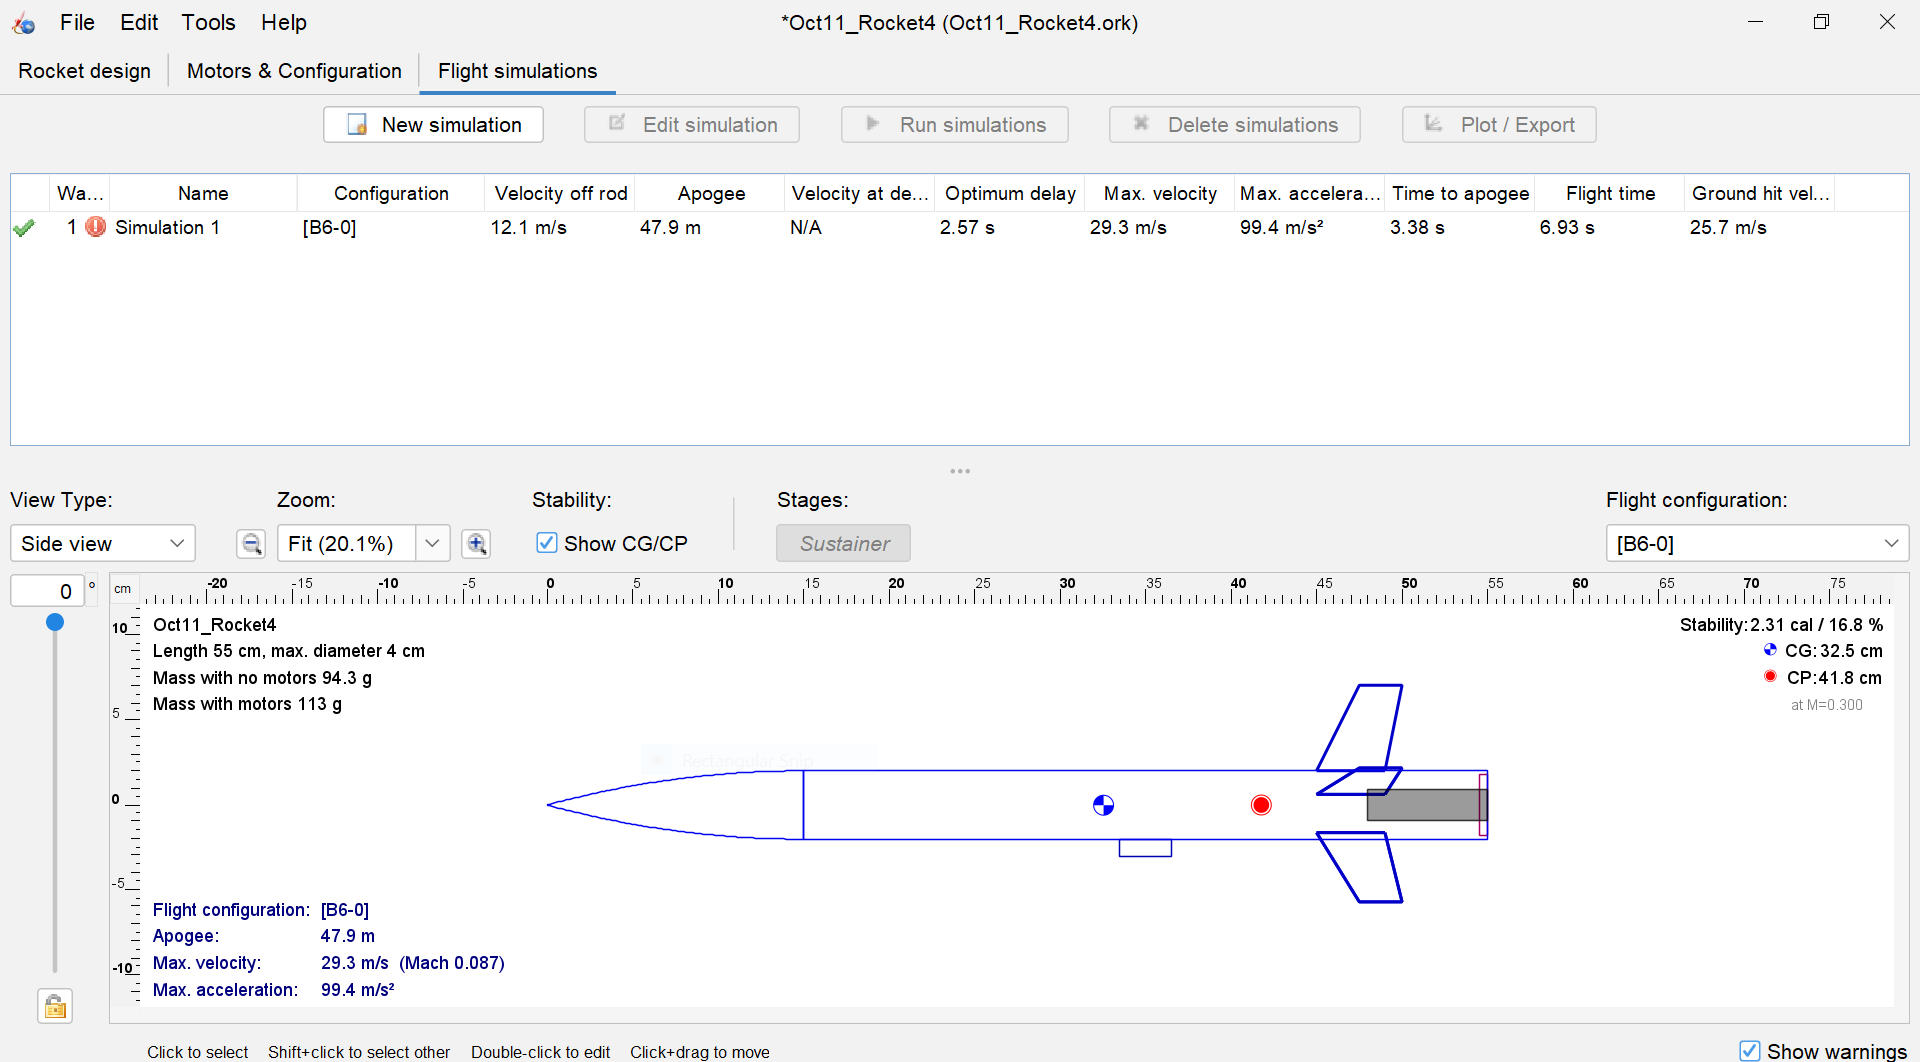 File Edit Tools Help
*Oct11_Rocket4 (Oct11_Rocket4.ork)
Rocket design Motors & Configuration Flight simulations
New simulation Edit simulation Run simulations Delete simulations Plot / Export
Wa... Name Configuration Velocity off rod Apogee Velocity at de... Optimum delay Max. velocity Max. accelera... Time to apogee Flight time Ground hit vel...
1 Simulation 1 [B6-0] 12.1 m/s 47.9 m N/A 2.57 s 29.3 m/s 99.4 m/s² 3.38 s 6.93 s 25.7 m/s
View Type: Zoom: Stability: Stages: Flight configuration:
Side view Fit (20.1%) Show CG/CP Sustainer [B6-0]
0 °
cm -20 -15 -10 -5 0 5 10 15 20 25 30 35 40 45 50 55 60 65 70 75
10
5
0
-5
-10
Oct11_Rocket4
Length 55 cm, max. diameter 4 cm
Mass with no motors 94.3 g
Mass with motors 113 g
Stability: 2.31 cal / 16.8 %
CG: 32.5 cm
CP: 41.8 cm
at M=0.300
Rectangular Snip
Flight configuration: [B6-0]
Apogee: 47.9 m
Max. velocity: 29.3 m/s (Mach 0.087)
Max. acceleration: 99.4 m/s²
Click to select Shift+click to select other Double-click to edit Click+drag to move
Show warnings